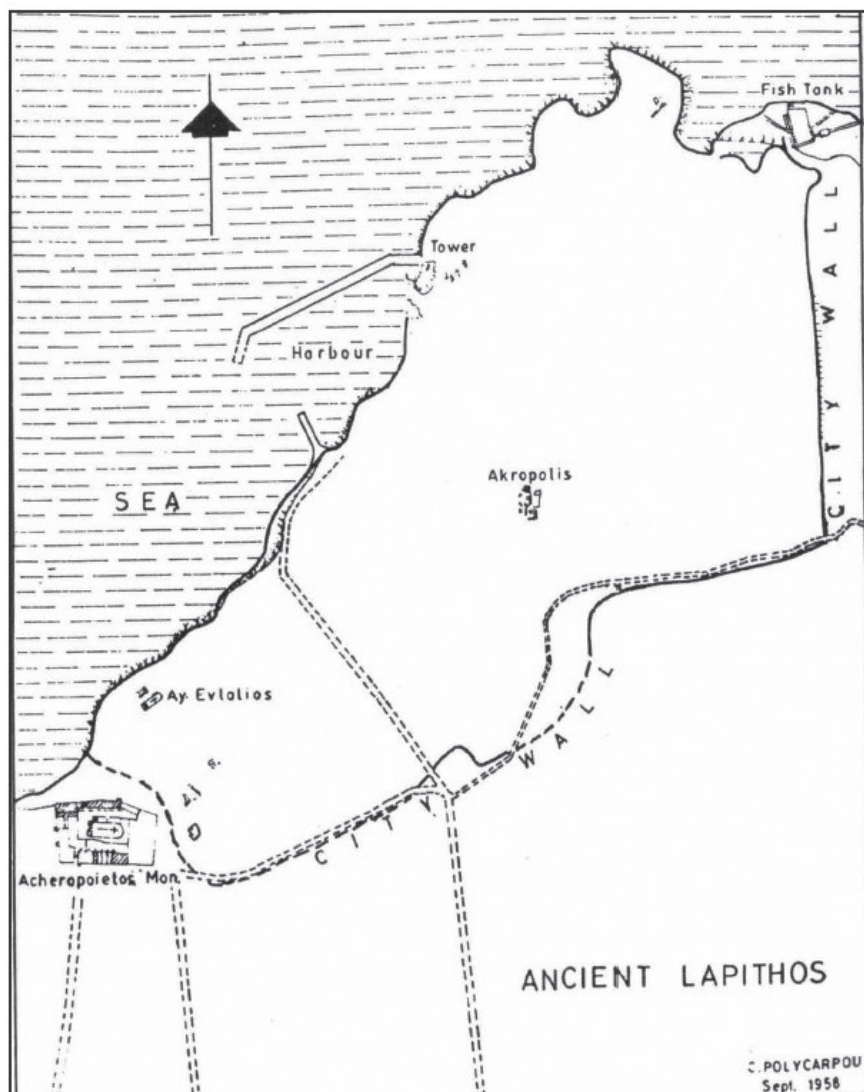 Fish Tank
CITY WALL
Tower
Harbour
Akropolis
SEA
Ay Evlalios
CITY WALL
Acheropoietos Mon.
ANCIENT LAPITHOS
C. POLYCARPOU
Sept. 1958